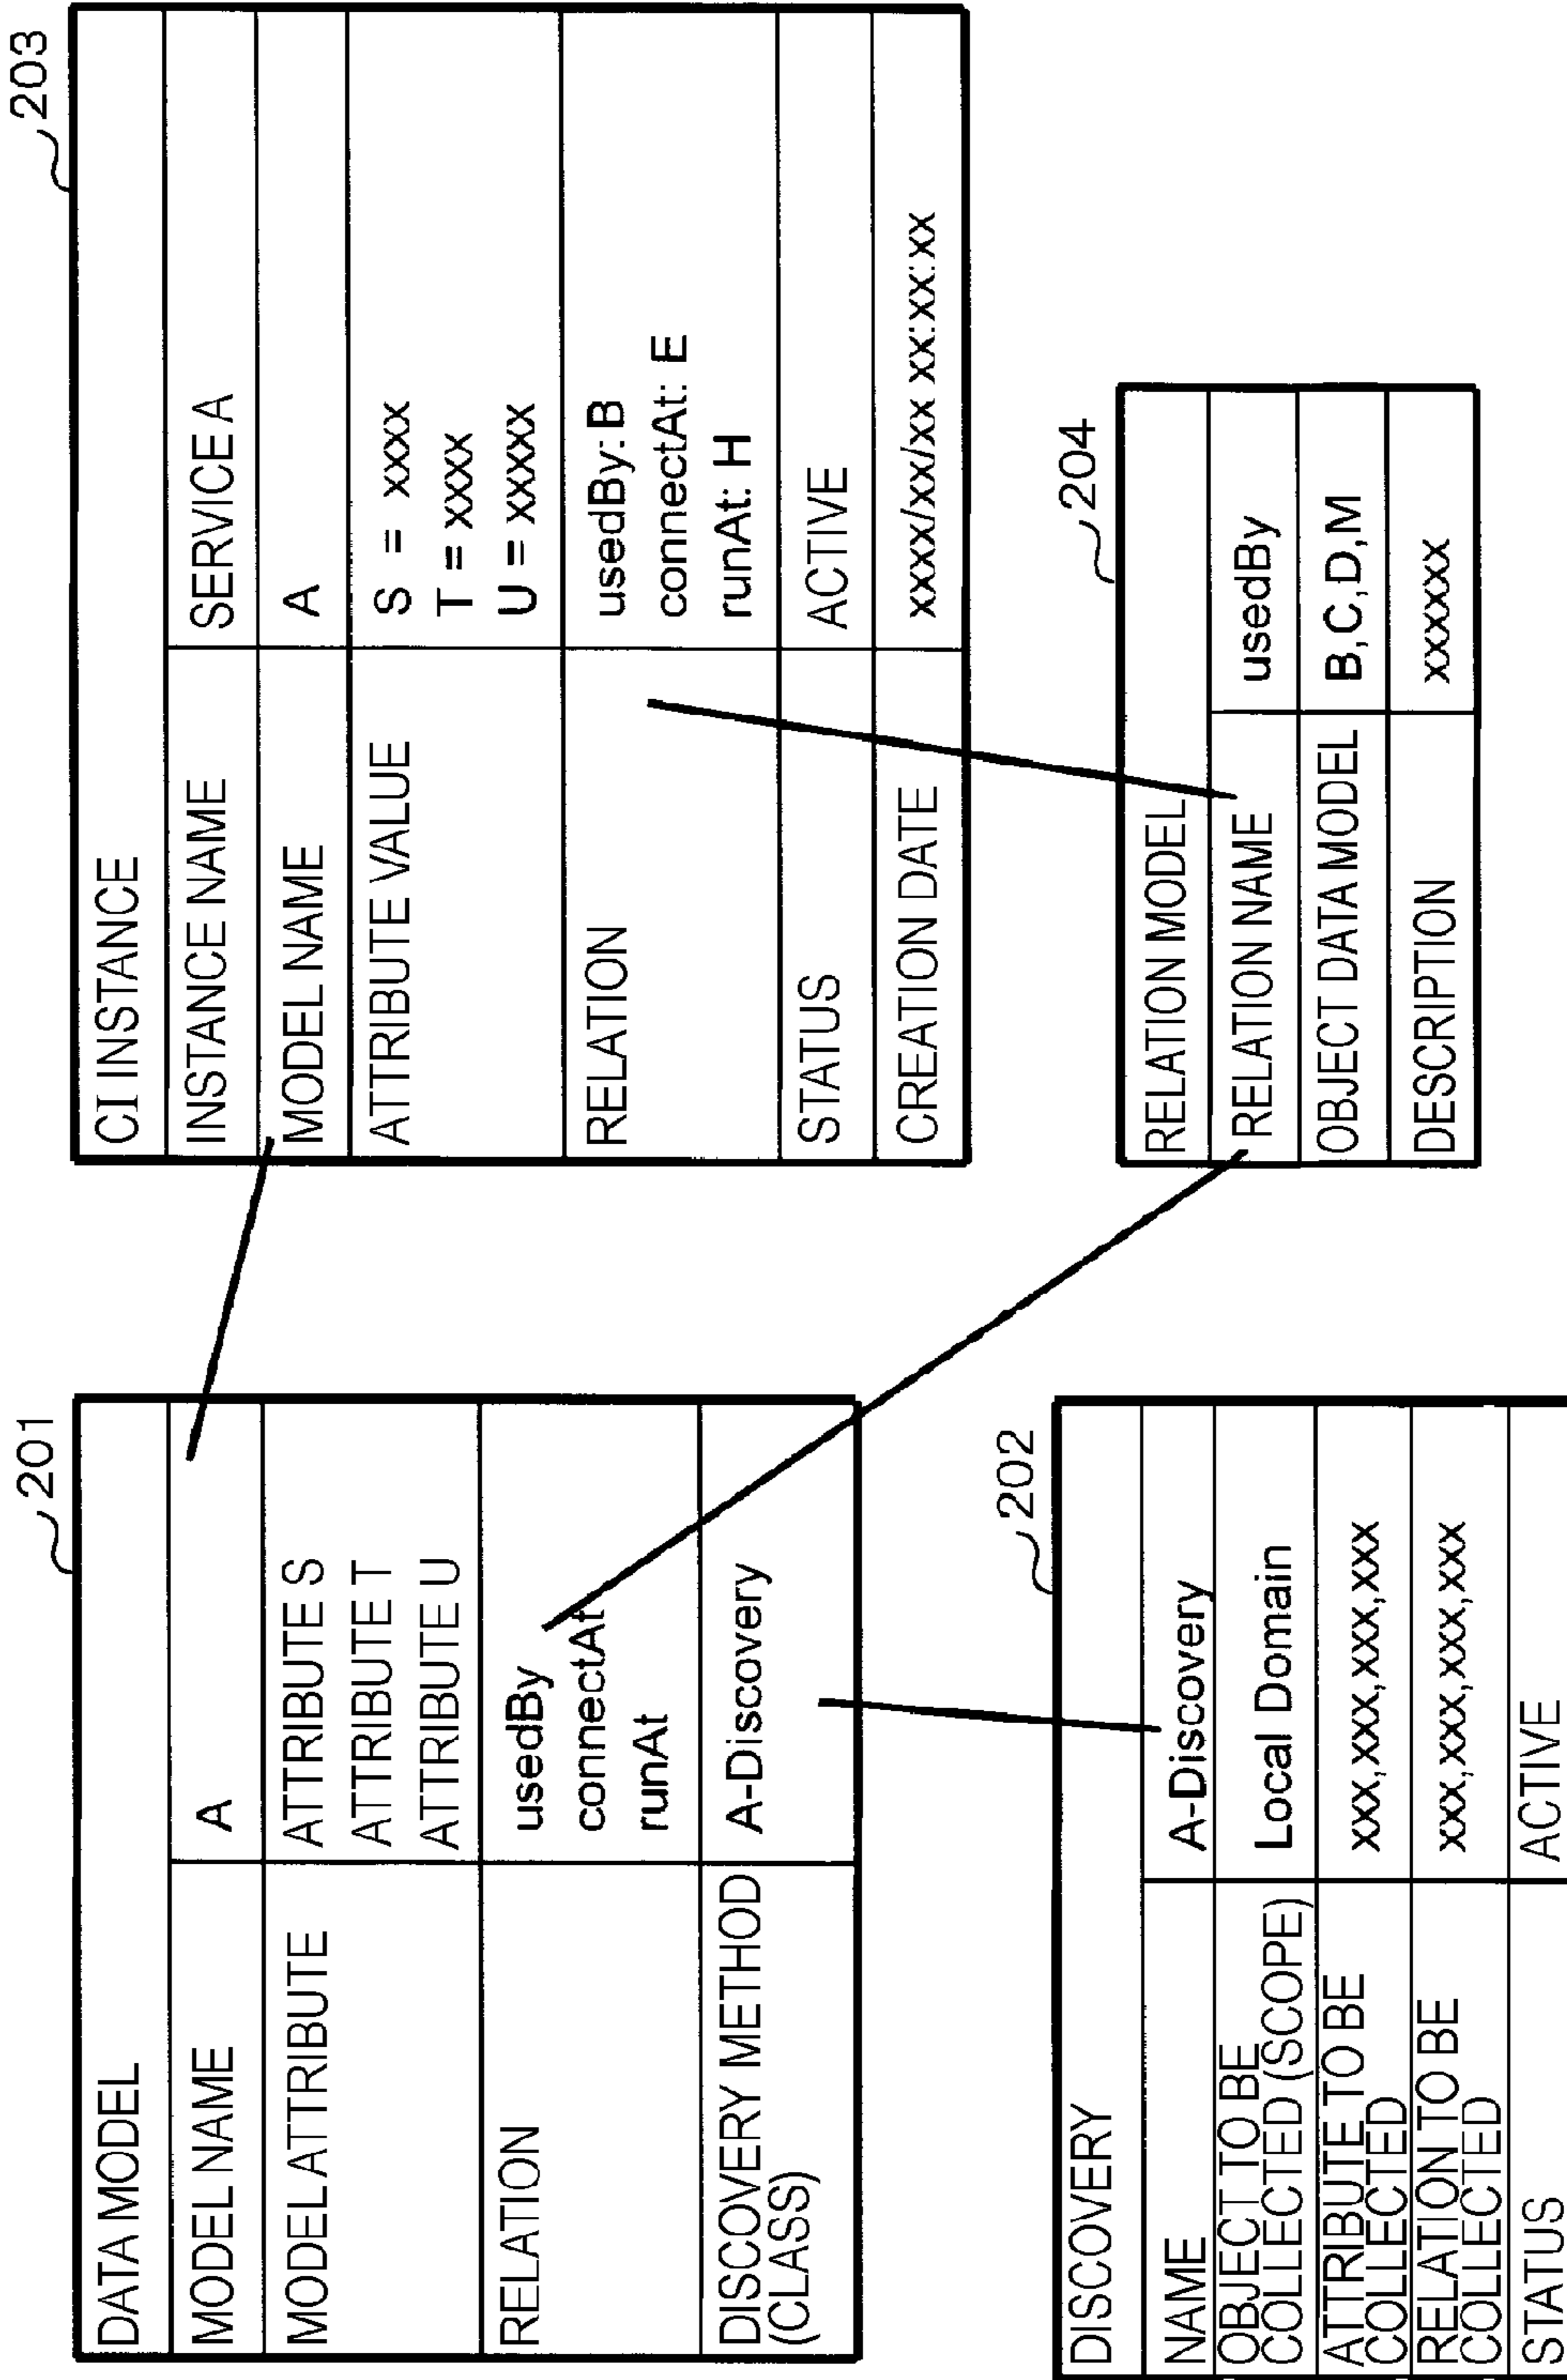 201
DATA MODEL
MODEL NAME
A
MODEL ATTRIBUTE
ATTRIBUTE S
ATTRIBUTE T
ATTRIBUTE U
RELATION
usedBy
connectAt
runAt
DISCOVERY METHOD
(CLASS)
A-Discovery
202
DISCOVERY
NAME
A-Discovery
OBJECT TO BE
COLLECTED (SCOPE)
Local Domain
ATTRIBUTE TO BE
COLLECTED
xxx,xxx,xxx,xxx
RELATION TO BE
COLLECTED
xxx,xxx,xxx,xxx
STATUS
ACTIVE
203
CI INSTANCE
INSTANCE NAME
SERVICE A
MODEL NAME
A
ATTRIBUTE VALUE
S = xxxx
T = xxxx
U = xxxxx
RELATION
usedBy: B
connectAt: E
runAt: H
STATUS
ACTIVE
CREATION DATE
xxxx/xx/xx xx:xx:xx
204
RELATION MODEL
RELATION NAME
usedBy
OBJECT DATA MODEL
B,C,D,M
DESCRIPTION
xxxxxx